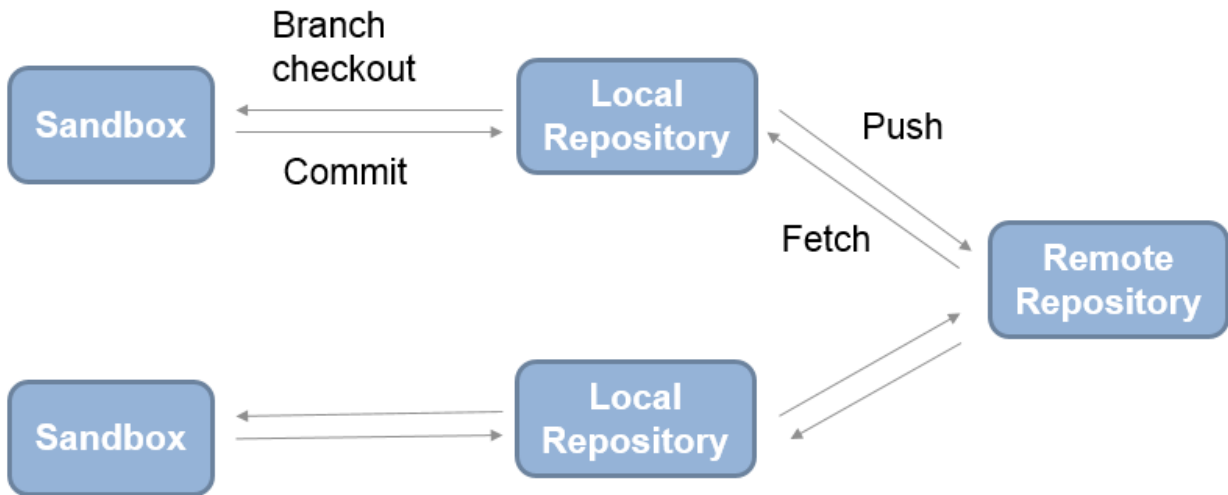 Branch
checkout
Sandbox
Local
Repository
Commit
Push
Fetch
Remote
Repository
Sandbox
Local
Repository